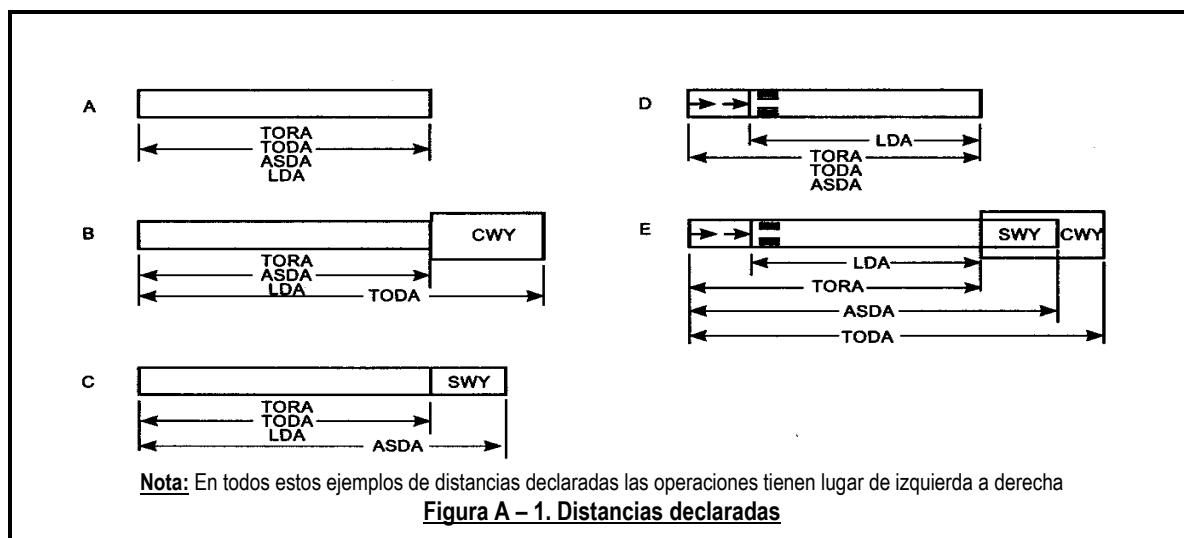 A
TORA
TODA
ASDA
LDA
B
CWY
TORA
ASDA
LDA
TODA
C
SWY
TORA
TODA
LDA
ASDA
D
LDA
TORA
TODA
ASDA
E
SWY CWY
LDA
TORA
ASDA
TODA
Nota: En todos estos ejemplos de distancias declaradas las operaciones tienen lugar de izquierda a derecha
Figura A – 1. Distancias declaradas